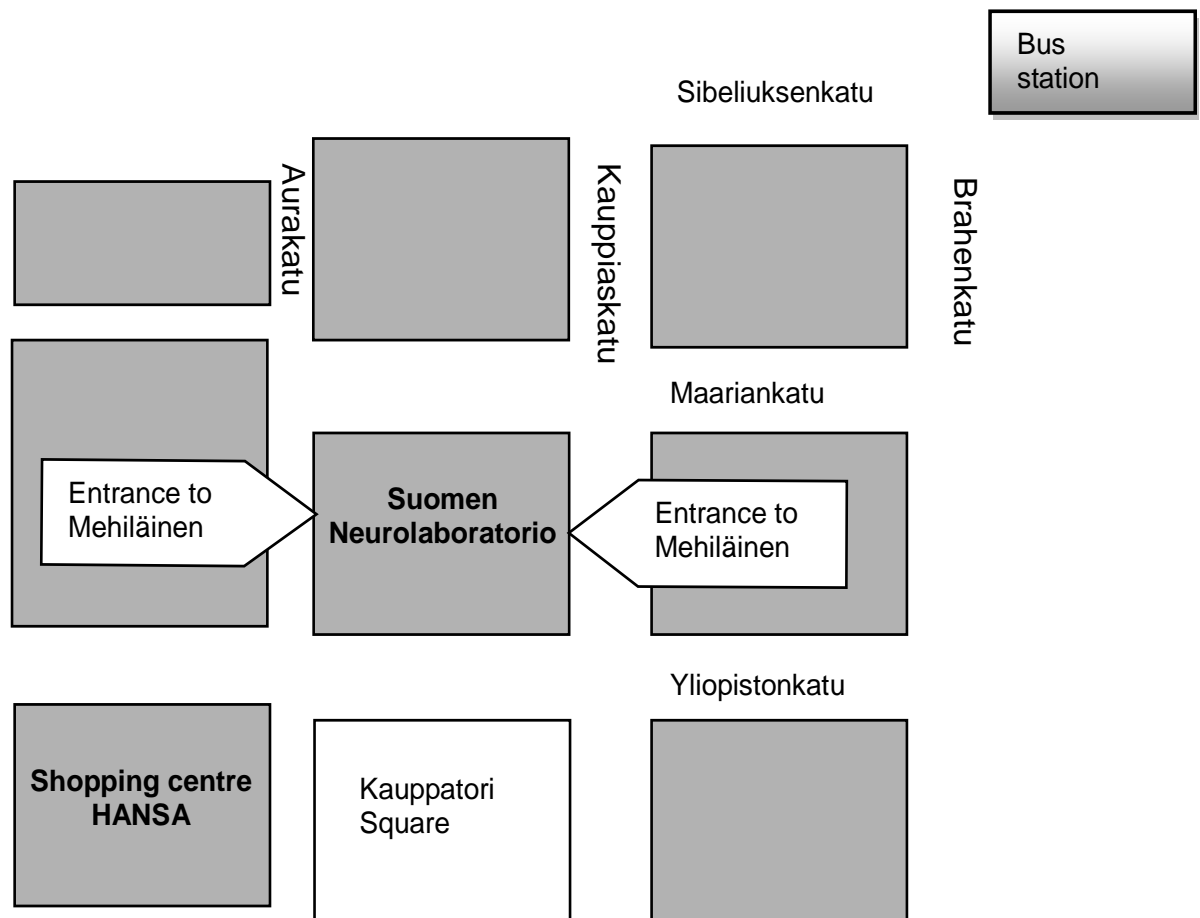 Bus
station
Sibeliuksenkatu
Aurakatu
Kauppiaskatu
Brahenkatu
Maariankatu
Entrance to
Mehiläinen
Suomen
Neurolaboratorio
Entrance to
Mehiläinen
Yliopistonkatu
Shopping centre
HANSA
Kauppatori
Square